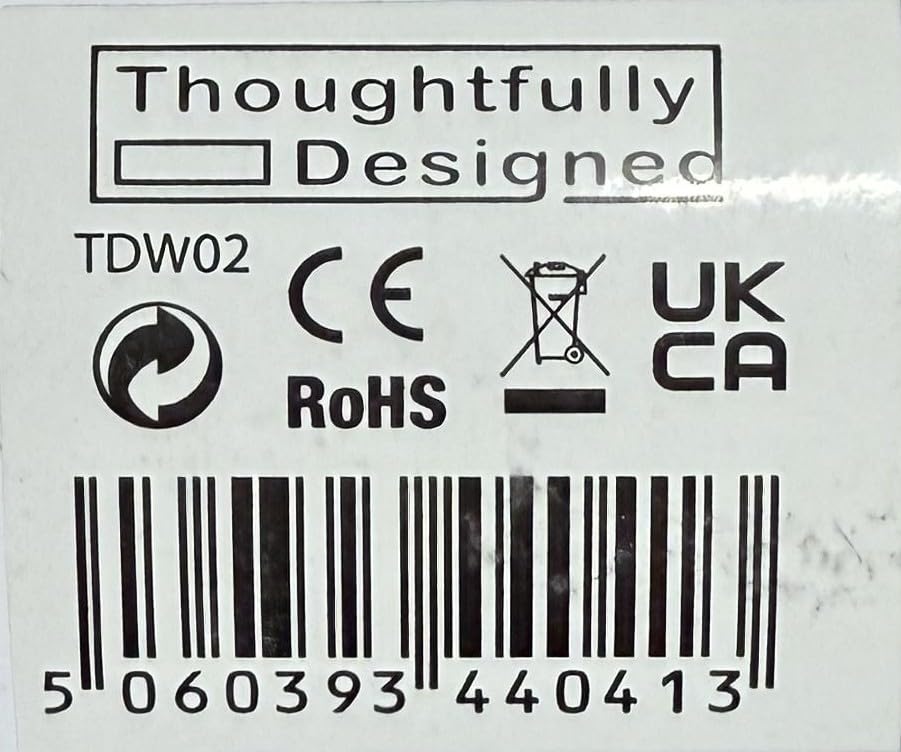 Thoughtfully
Designed
TDW02
CE
RoHS
UK
CA
5 060393 440413